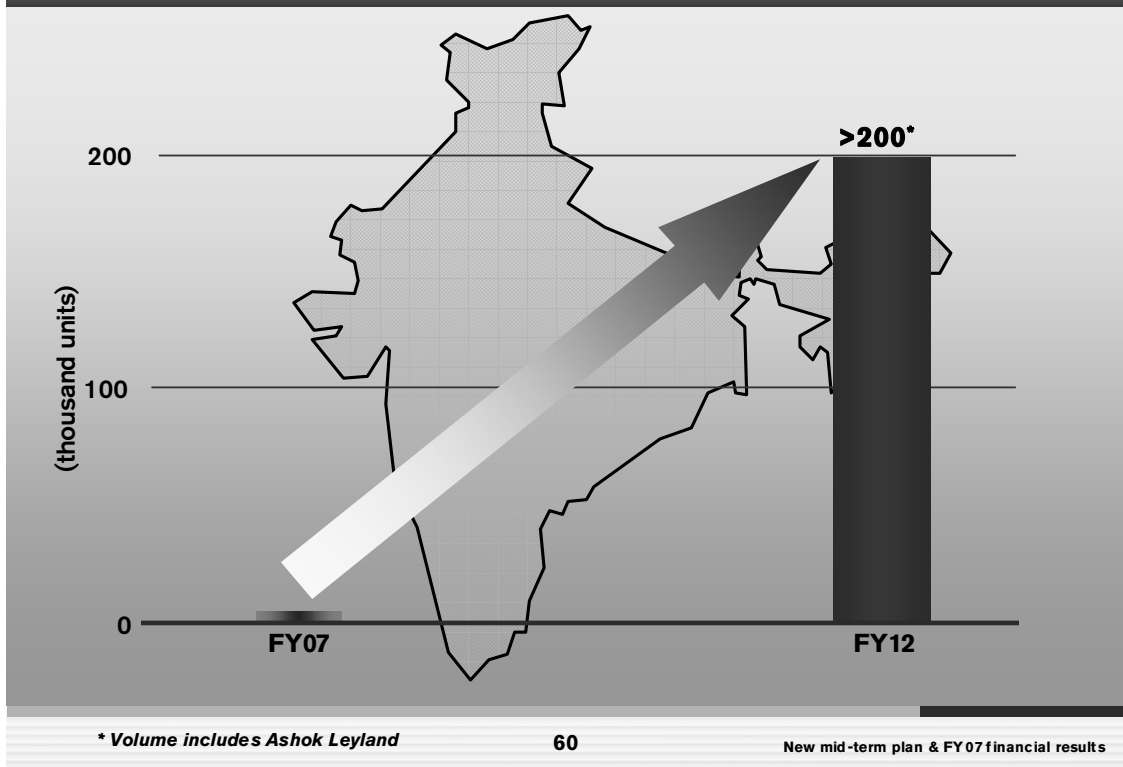 >200*
200
(thousand units)
100
0
FY07
FY12
* Volume includes Ashok Leyland
60
New mid-term plan & FY07 financial results